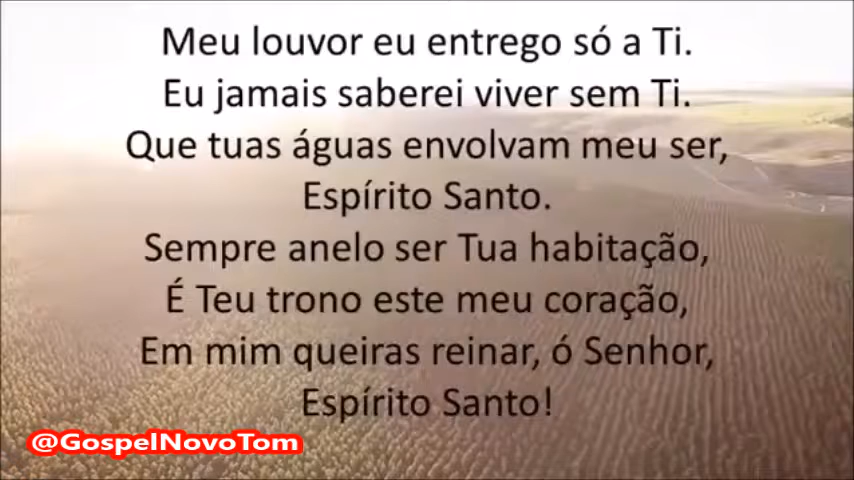 Meu louvor eu entrego só a Ti.
Eu jamais saberei viver sem Ti.
Que tuas águas envolvam meu ser,
Espírito Santo.
Sempre anelo ser Tua habitação,
É Teu trono este meu coração,
Em mim queiras reinar, ó Senhor,
Espírito Santo!
@GospelNovoTom